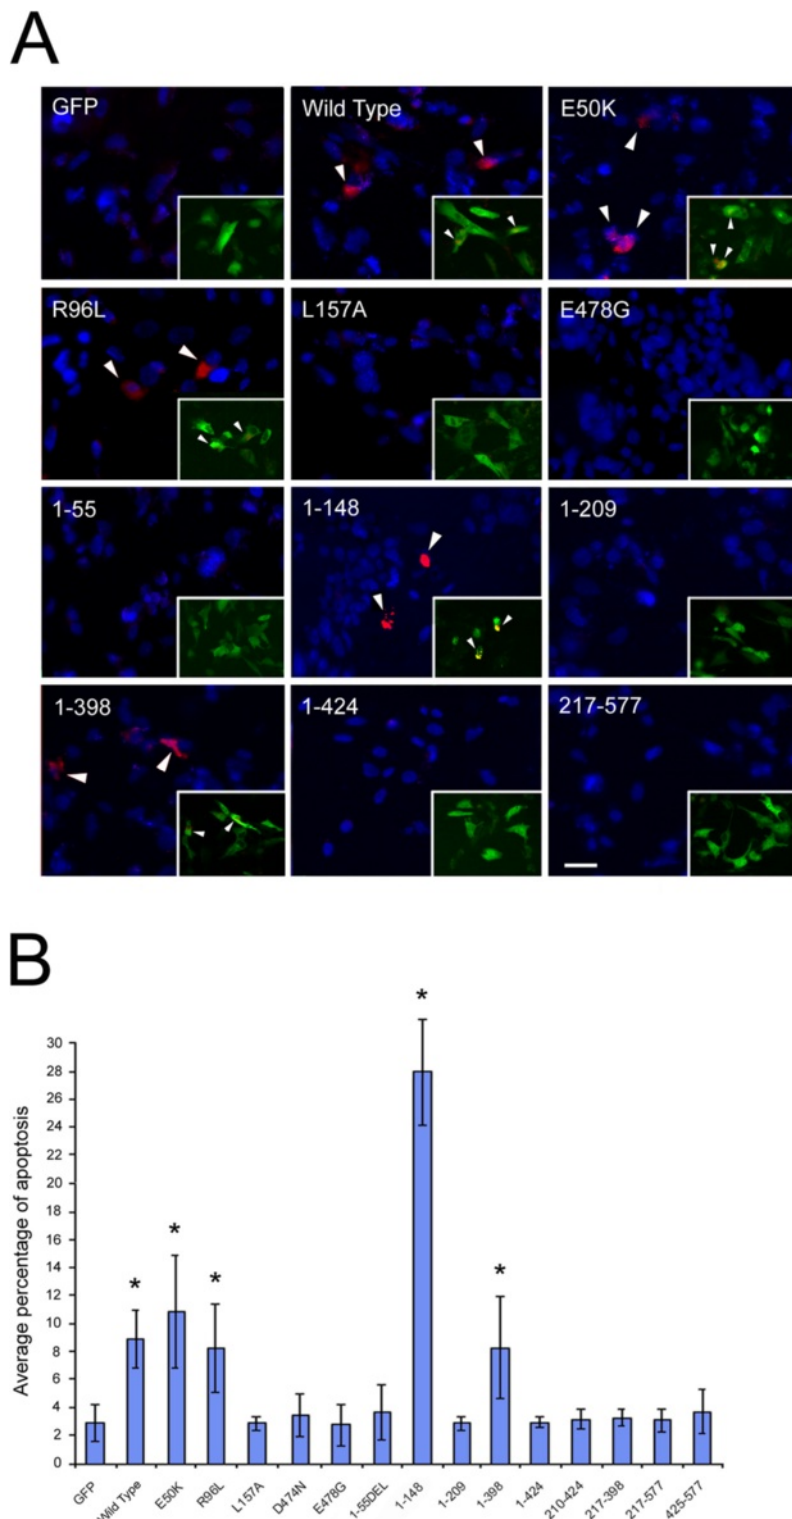 A
GFP
Wild Type
E50K
R96L
L157A
E478G
1-55
1-148
1-209
1-398
1-424
217-577
B
Average percentage of apoptosis
30
28
26
24
22
20
18
16
14
12
10
8
6
4
2
0
*
*
*
*
*
GFP
Wild Type
E50K
R96L
L157A
D474N
E478G
1-55DEL
1-148
1-209
1-398
1-424
210-424
217-398
217-577
425-577